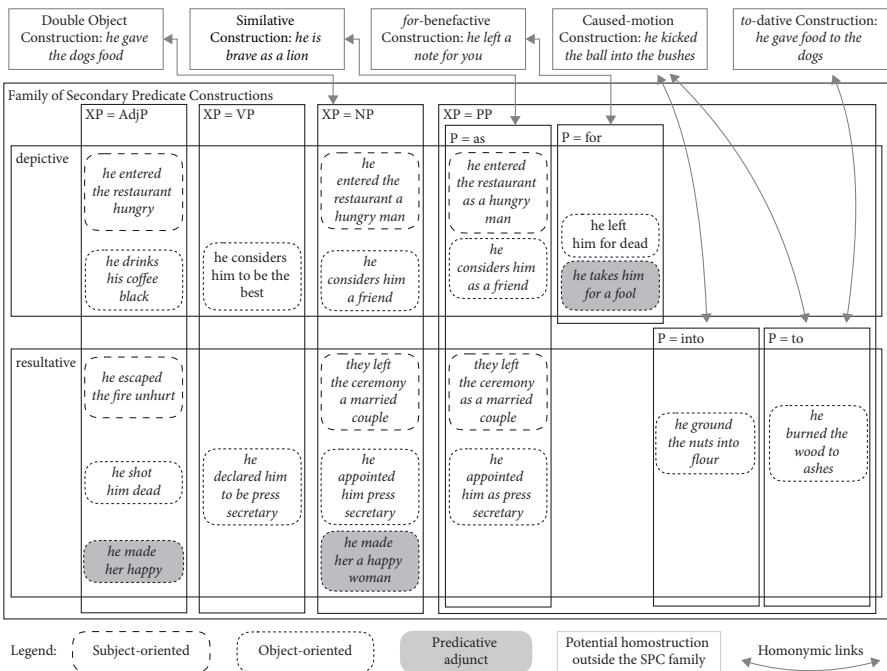 Double Object
Construction: he gave
the dogs food
Similative
Construction: he is
brave as a lion
for-benefactive
Construction: he left a
note for you
Caused-motion
Construction: he kicked
the ball into the bushes
to-dative Construction:
he gave food to the
dogs
Family of Secondary Predicate Constructions
XP = AdjP
XP = VP
XP = NP
XP = PP
P = as
P = for
depictive
he entered
the restaurant
hungry
he
entered the
restaurant a
hungry man
he entered
the restaurant
as a hungry
man
he left
him for dead
he drinks
his coffee
black
he considers
him to be the
best
he
considers him
a friend
he
considers him
as a friend
he takes him
for a fool
P = into
P = to
resultative
he escaped
the fire unhurt
they left
the ceremony
a married
couple
they left
the ceremony
as a married
couple
he ground
the nuts into
flour
he
burned the
wood to
ashes
he shot
him dead
he
declared him
to be press
secretary
he
appointed
him press
secretary
he
appointed
him as press
secretary
he made
her happy
he made
her a happy
woman
Legend:
Subject-oriented
Object-oriented
Predicative
adjunct
Potential homostruction
outside the SPC family
Homonymic links